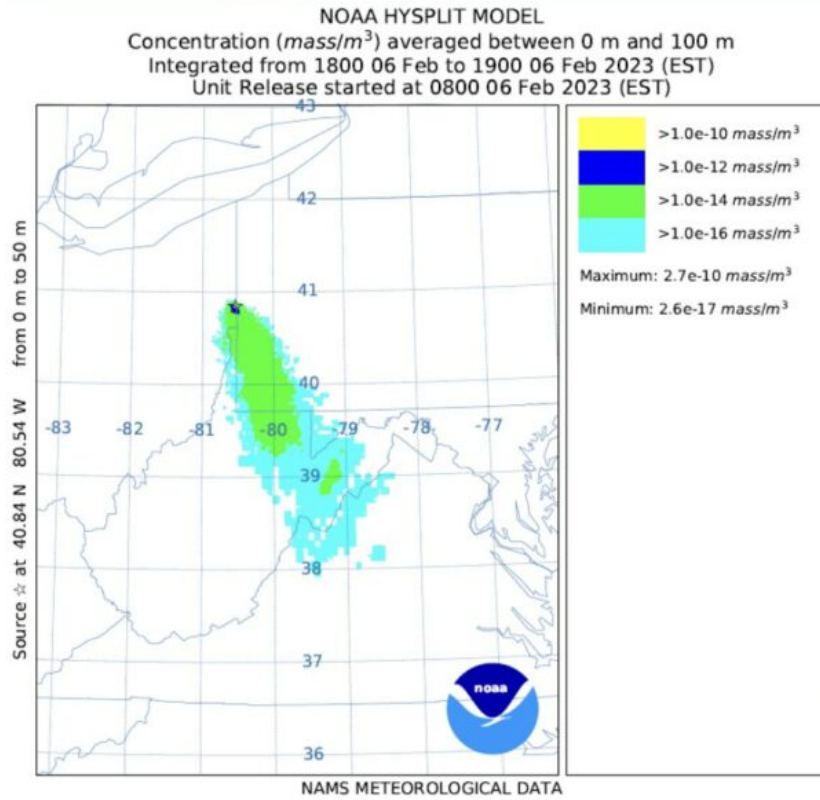 NOAA HYSPLIT MODEL
Concentration (mass/m³) averaged between 0 m and 100 m
Integrated from 1800 06 Feb to 1900 06 Feb 2023 (EST)
Unit Release started at 0800 06 Feb 2023 (EST)
Source ☆ at 40.84 N 80.54 W from 0 m to 50 m
43
42
41
40
-83 -82 -81 -80 -79 -78 -77
39
38
37
36
>1.0e-10 mass/m³
>1.0e-12 mass/m³
>1.0e-14 mass/m³
>1.0e-16 mass/m³
Maximum: 2.7e-10 mass/m³
Minimum: 2.6e-17 mass/m³
noaa
NAMS METEOROLOGICAL DATA